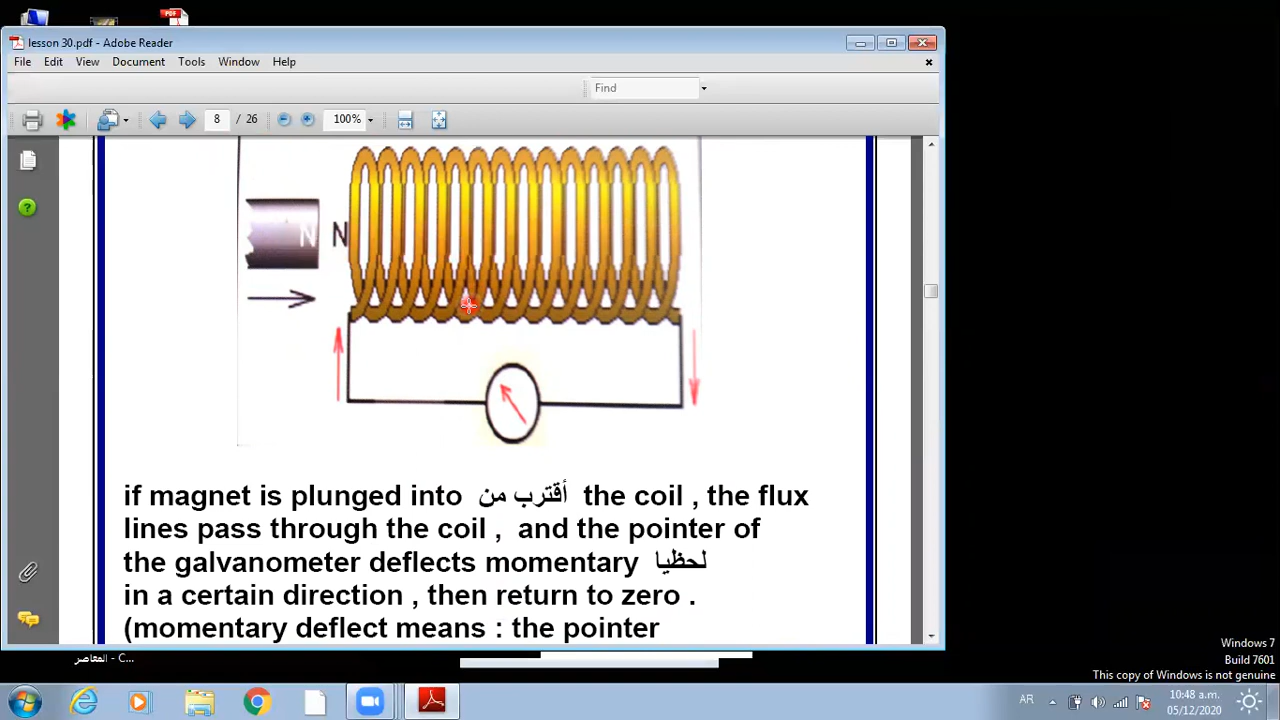 lesson 30.pdf - Adobe Reader
File Edit View Document Tools Window Help
Find
8 / 26 100%
N N
if magnet is plunged into أقترب من the coil , the flux
lines pass through the coil , and the pointer of
the galvanometer deflects momentary لحظيا
in a certain direction , then return to zero .
(momentary deflect means : the pointer
المعاصر - C...
Windows 7
Build 7601
This copy of Windows is not genuine
AR
10:48 a.m.
05/12/2020